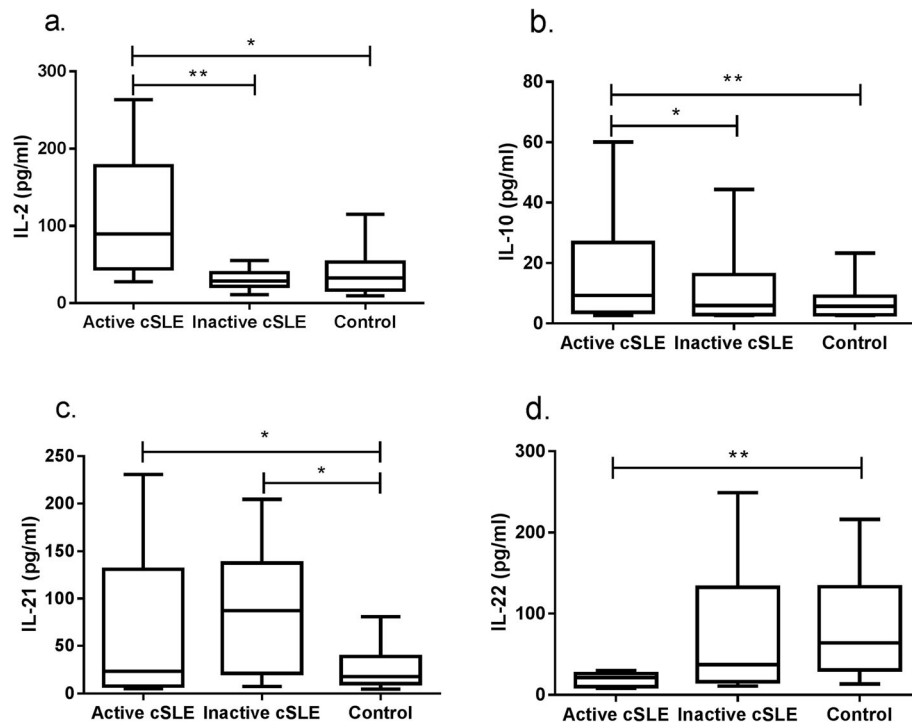 a.
IL-2 (pg/ml)
300
200
100
0
*
**
Active cSLE Inactive cSLE Control
b.
IL-10 (pg/ml)
80
60
40
20
0
**
*
Active cSLE Inactive cSLE Control
c.
IL-21 (pg/ml)
250
200
150
100
50
0
*
*
Active cSLE Inactive cSLE Control
d.
IL-22 (pg/ml)
300
200
100
0
**
Active cSLE Inactive cSLE Control